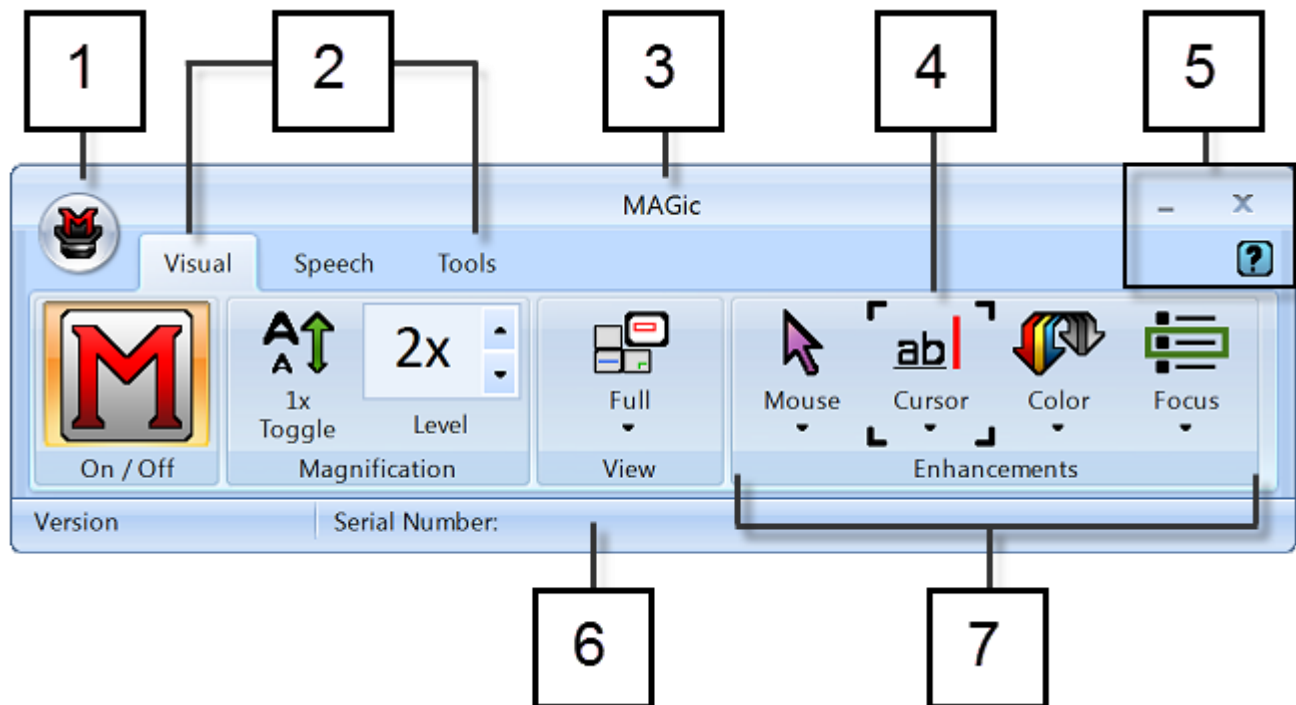 1 2 3 4 5
MAGic
Visual Speech Tools
2x
ab
1x Toggle Level Full Mouse Cursor Color Focus
On / Off Magnification View Enhancements
Version Serial Number:
6 7